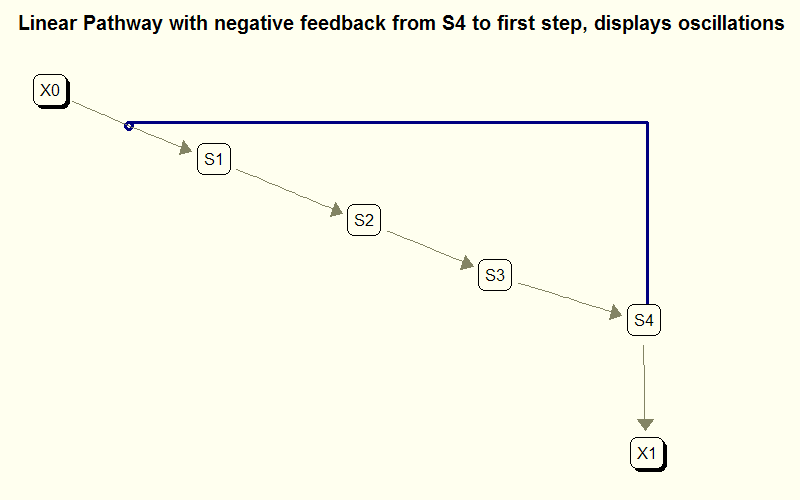 Linear Pathway with negative feedback from S4 to first step, displays oscillations
X0
S1
S2
S3
S4
X1